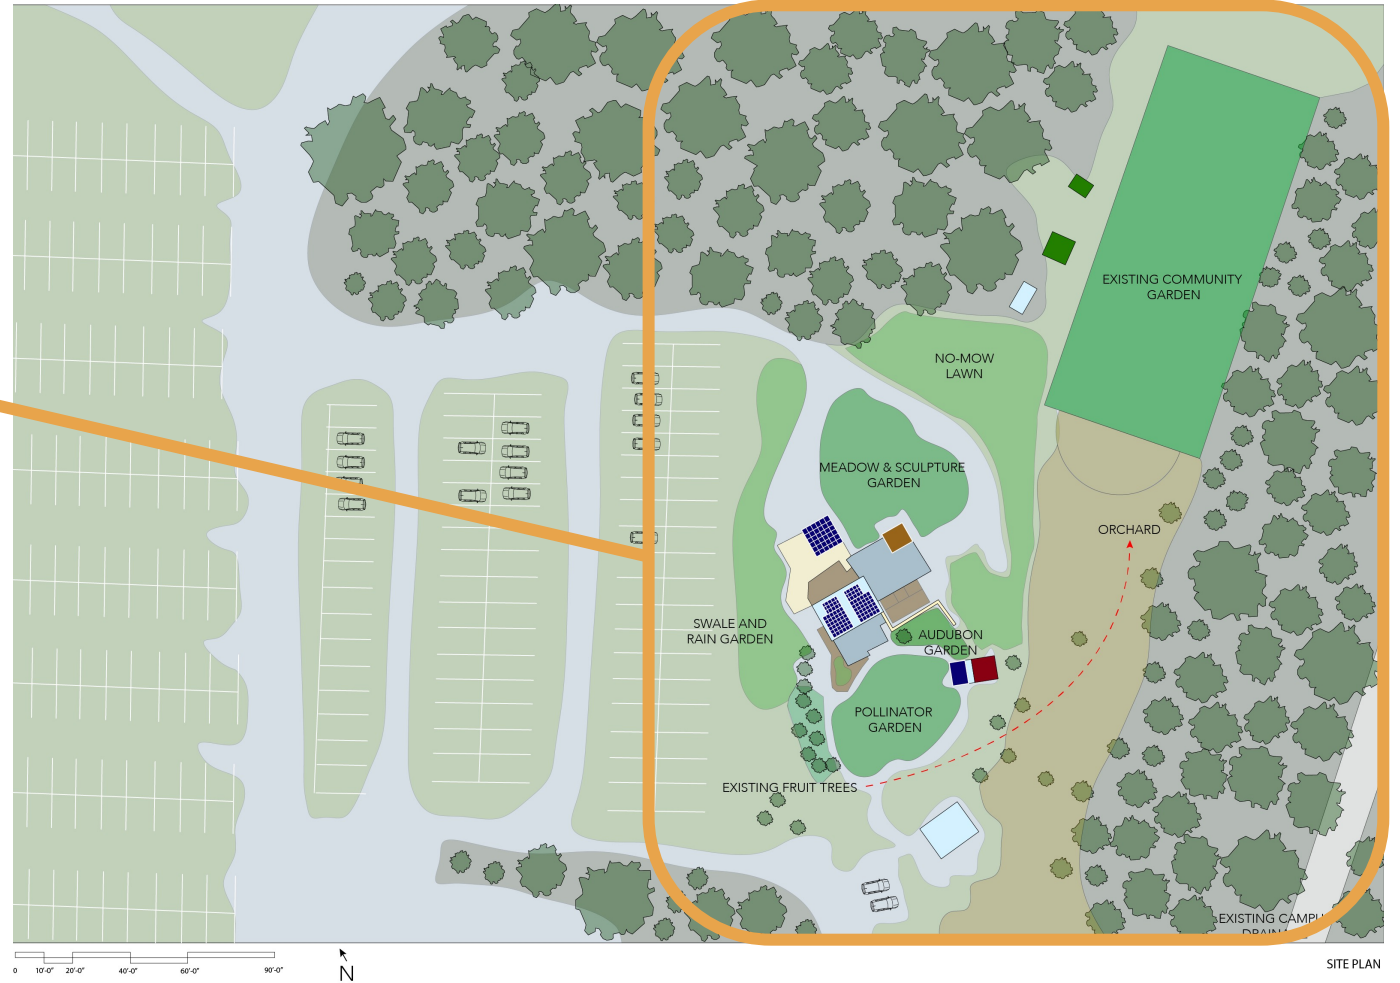 EXISTING COMMUNITY
GARDEN
NO-MOW
LAWN
MEADOW & SCULPTURE
GARDEN
ORCHARD
SWALE AND
RAIN GARDEN
AUDUBON
GARDEN
POLLINATOR
GARDEN
EXISTING FRUIT TREES
EXISTING
0 10'-0" 20'-0" 40'-0" 60'-0" 90'-0"
N
SITE PLAN